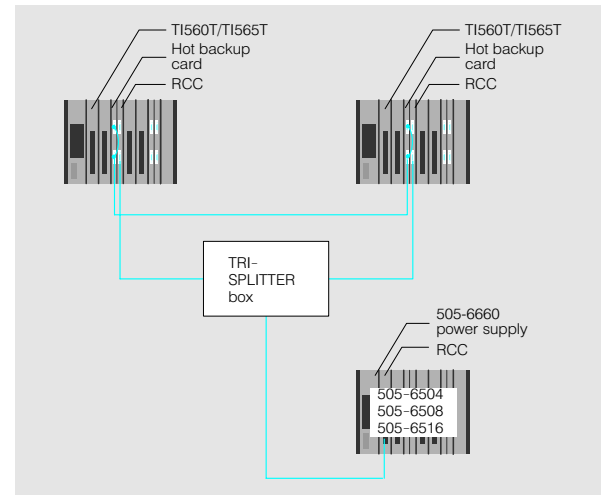 TI560T/TI565T
Hot backup
card
RCC
TI560T/TI565T
Hot backup
card
RCC
TRI-
SPLITTER
box
505-6660
power supply
RCC
505-6504
505-6508
505-6516